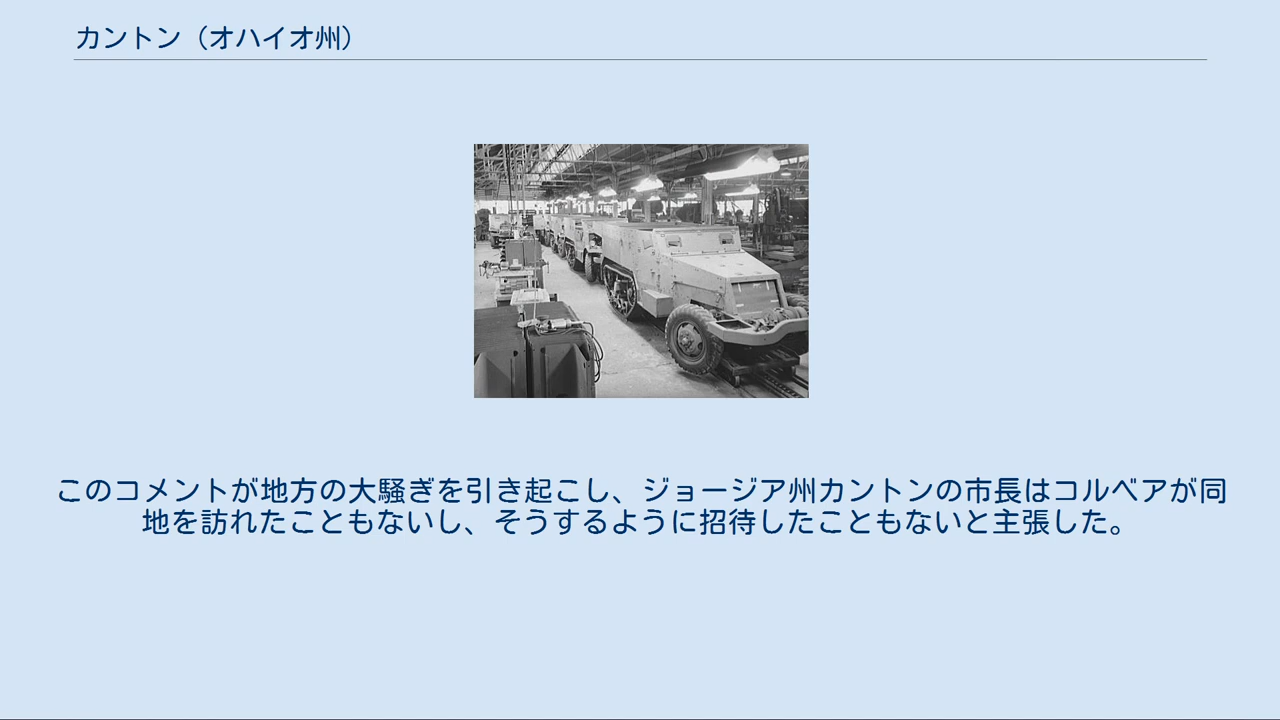 カントン（オハイオ州）
このコメントが地方の大騒ぎを引き起こし、ジョージア州カントンの市長はコルベアが同
地を訪れたこともないし、そうするように招待したこともないと主張した。